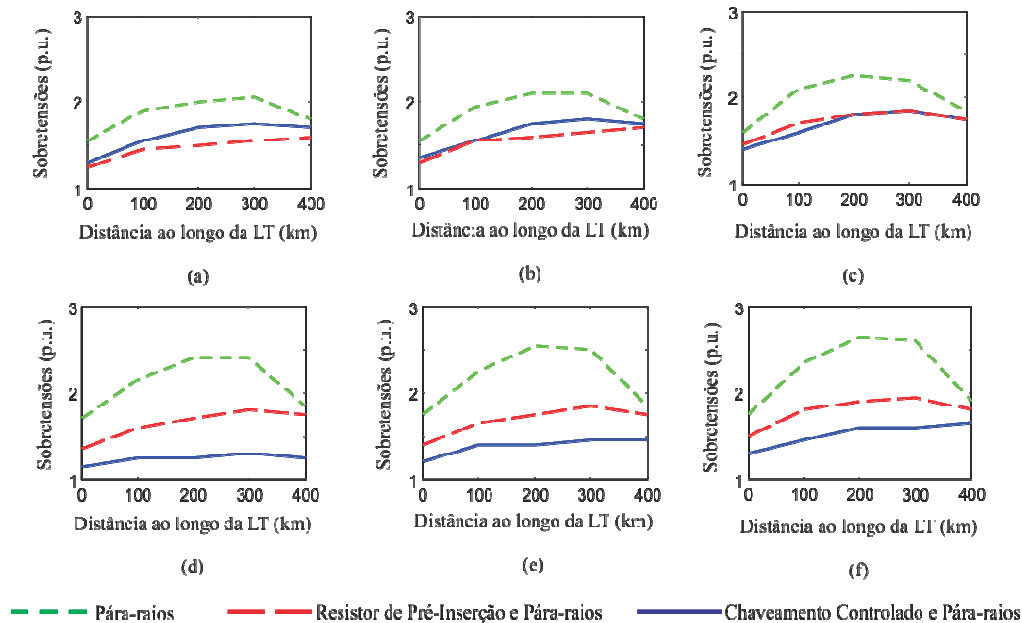 3
2
1
Sobretensões (p.u.)
0 100 200 300 400
Distância ao longo da LT (km)
(a)
3
2
1
Sobretensões (p.u.)
0 100 200 300 400
Distância ao longo da LT (km)
(b)
3
2
1
Sobretensões (p.u.)
0 100 200 300 400
Distância ao longo da LT (km)
(c)
3
2
1
Sobretensões (p.u.)
0 100 200 300 400
Distância ao longo da LT (km)
(d)
3
2
1
Sobretensões (p.u.)
0 100 200 300 400
Distância ao longo da LT (km)
(e)
3
2
1
Sobretensões (p.u.)
0 100 200 300 400
Distância ao longo da LT (km)
(f)
Pára-raios Resistor de Pré-Inserção e Pára-raios Chaveamento Controlado e Pára-raios